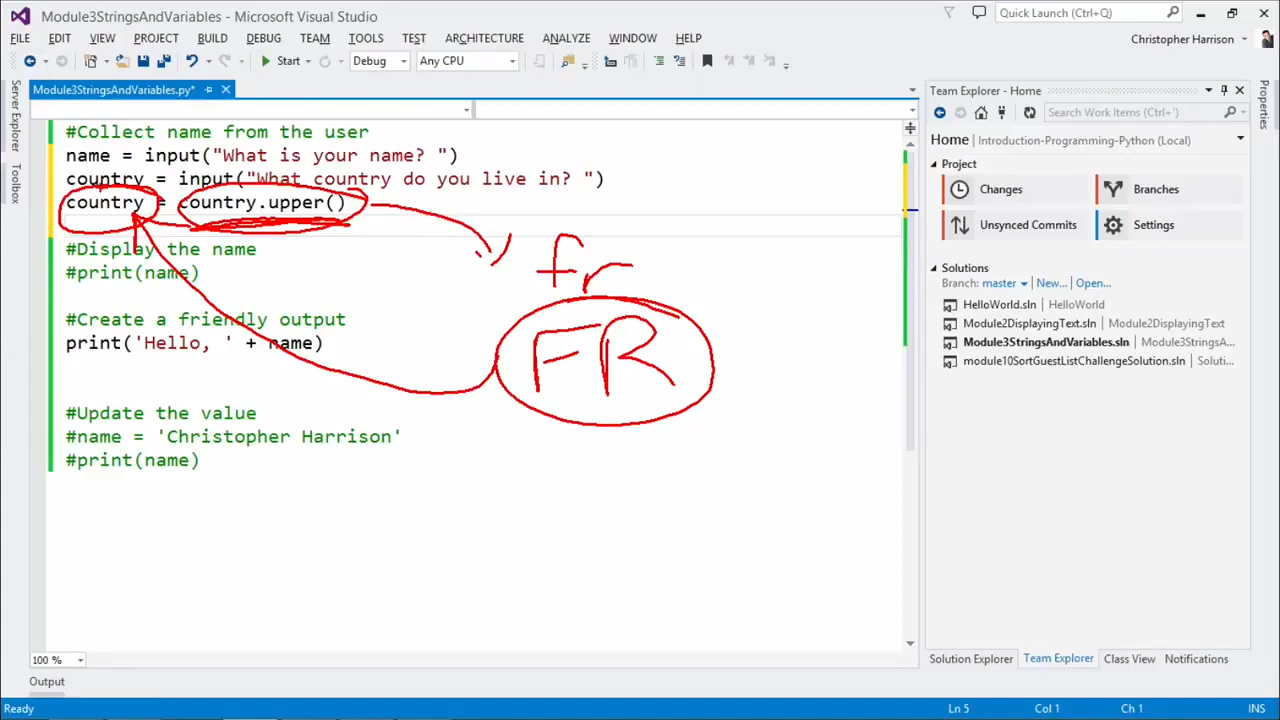 Module3StringsAndVariables - Microsoft Visual Studio
Quick Launch (Ctrl+Q)
FILE EDIT VIEW PROJECT BUILD DEBUG TEAM TOOLS TEST ARCHITECTURE ANALYZE WINDOW HELP
Christopher Harrison
Start Debug Any CPU
Server Explorer
Toolbox
Module3StringsAndVariables.py*
#Collect name from the user
name = input("What is your name? ")
country = input("What country do you live in? ")
country = country.upper()
#Display the name
#print(name)
#Create a friendly output
print('Hello, ' + name)
#Update the value
#name = 'Christopher Harrison'
#print(name)
fr
FR
100 %
Team Explorer - Home
Search Work Items (Ctrl+')
Home | Introduction-Programming-Python (Local)
Project
Changes Branches
Unsynced Commits Settings
Solutions
Branch: master New... Open...
HelloWorld.sln | HelloWorld
Module2DisplayingText.sln | Module2DisplayingText
Module3StringsAndVariables.sln | Module3StringsA...
module10SortGuestListChallengeSolution.sln | Soluti...
Solution Explorer Team Explorer Class View Notifications
Properties
Output
Ready Ln 5 Col 1 Ch 1 INS